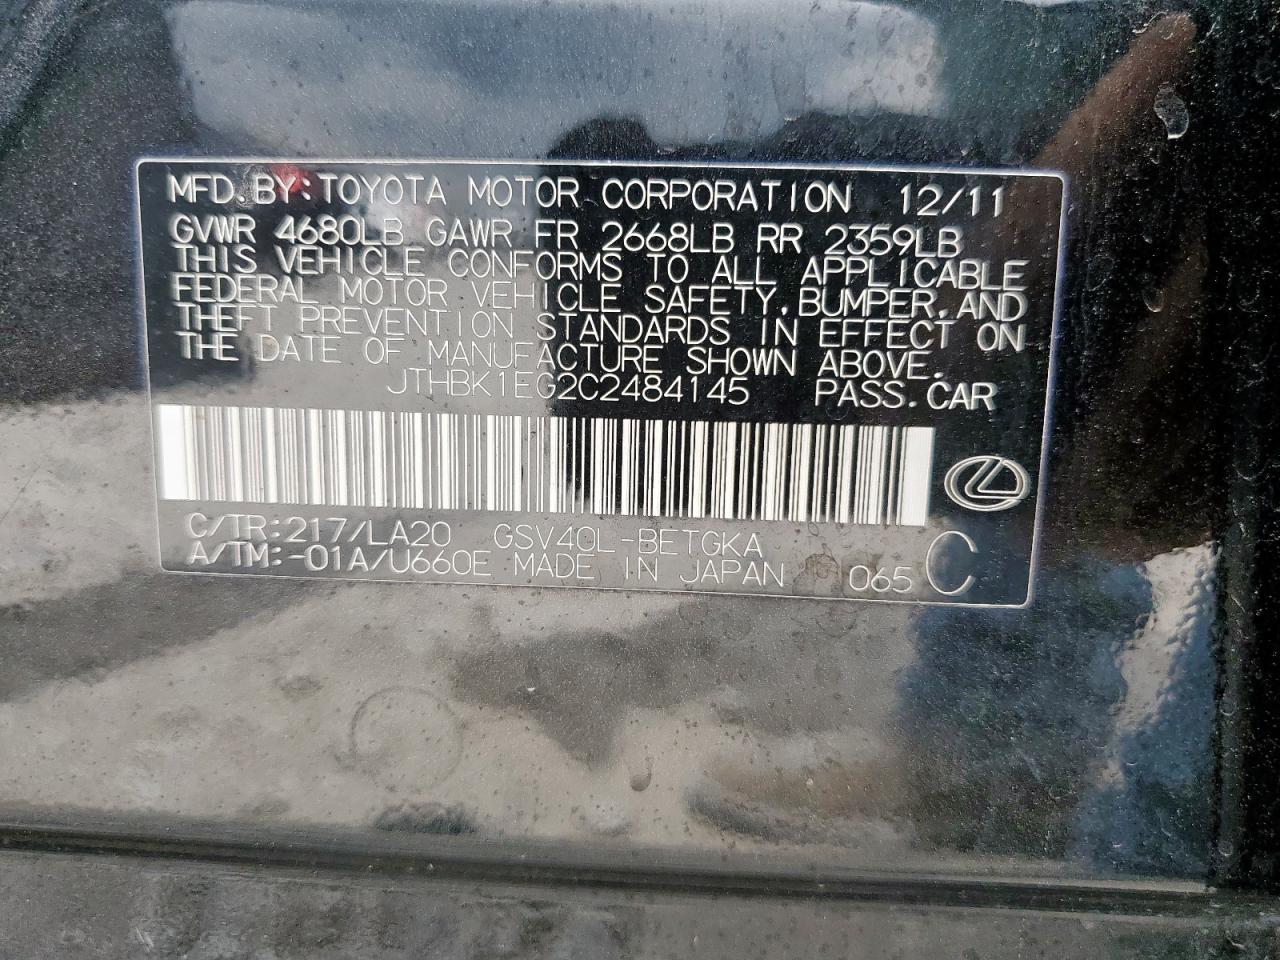 MFD.BY:TOYOTA MOTOR CORPORATION 12/11
GVWR 4680LB GAWR FR 2668LB RR 2359LB
THIS VEHICLE CONFORMS TO ALL APPLICABLE
FEDERAL MOTOR VEHICLE SAFETY,BUMPER,AND
THEFT PREVENTION STANDARDS IN EFFECT ON
THE DATE OF MANUFACTURE SHOWN ABOVE.
JTHBK1EG2C2484145 PASS.CAR
C/TR:217/LA20 GSV40L-BETGKA
A/TM:-01A/U660E MADE IN JAPAN 065 C